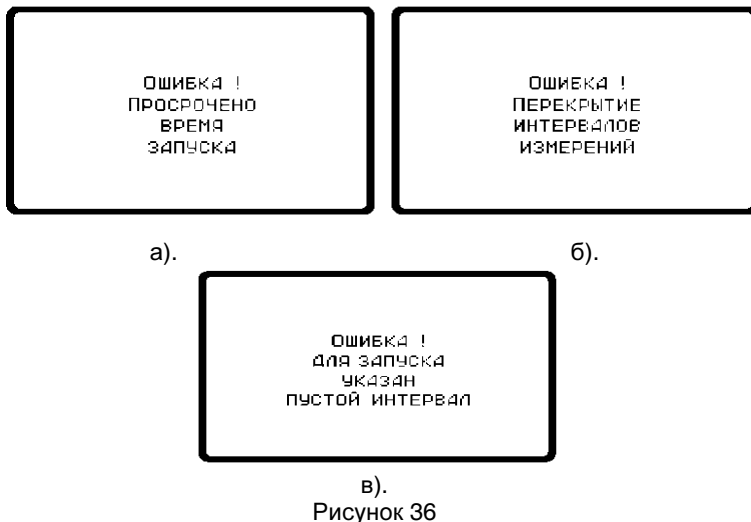 ОШИБКА !
ПРОСРОЧЕНО
ВРЕМЯ
ЗАПУСКА
а).
ОШИБКА !
ПЕРЕКРЫТИЕ
ИНТЕРВАЛОВ
ИЗМЕРЕНИЙ
б).
ОШИБКА !
ДЛЯ ЗАПУСКА
УКАЗАН
ПУСТОЙ ИНТЕРВАЛ
в).
Рисунок 36